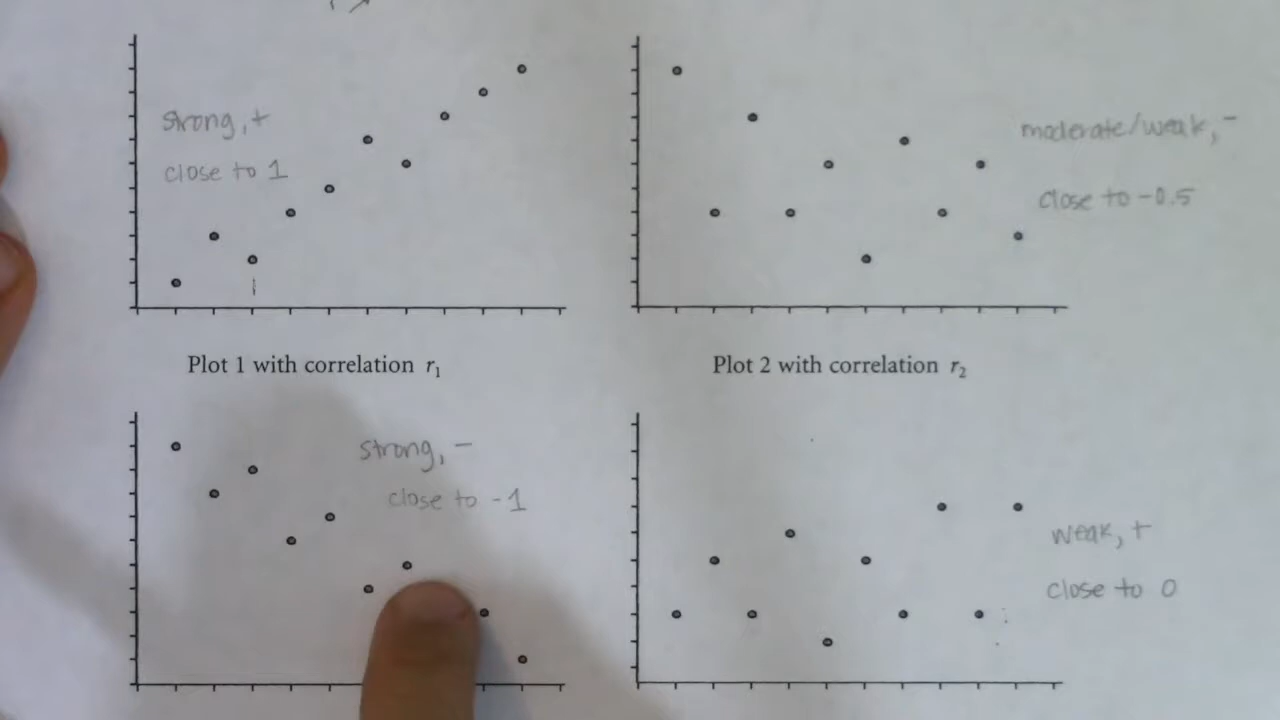 strong, +
close to 1
moderate/weak, -
close to -0.5
Plot 1 with correlation r₁
Plot 2 with correlation r₂
strong, -
close to -1
weak, +
close to 0